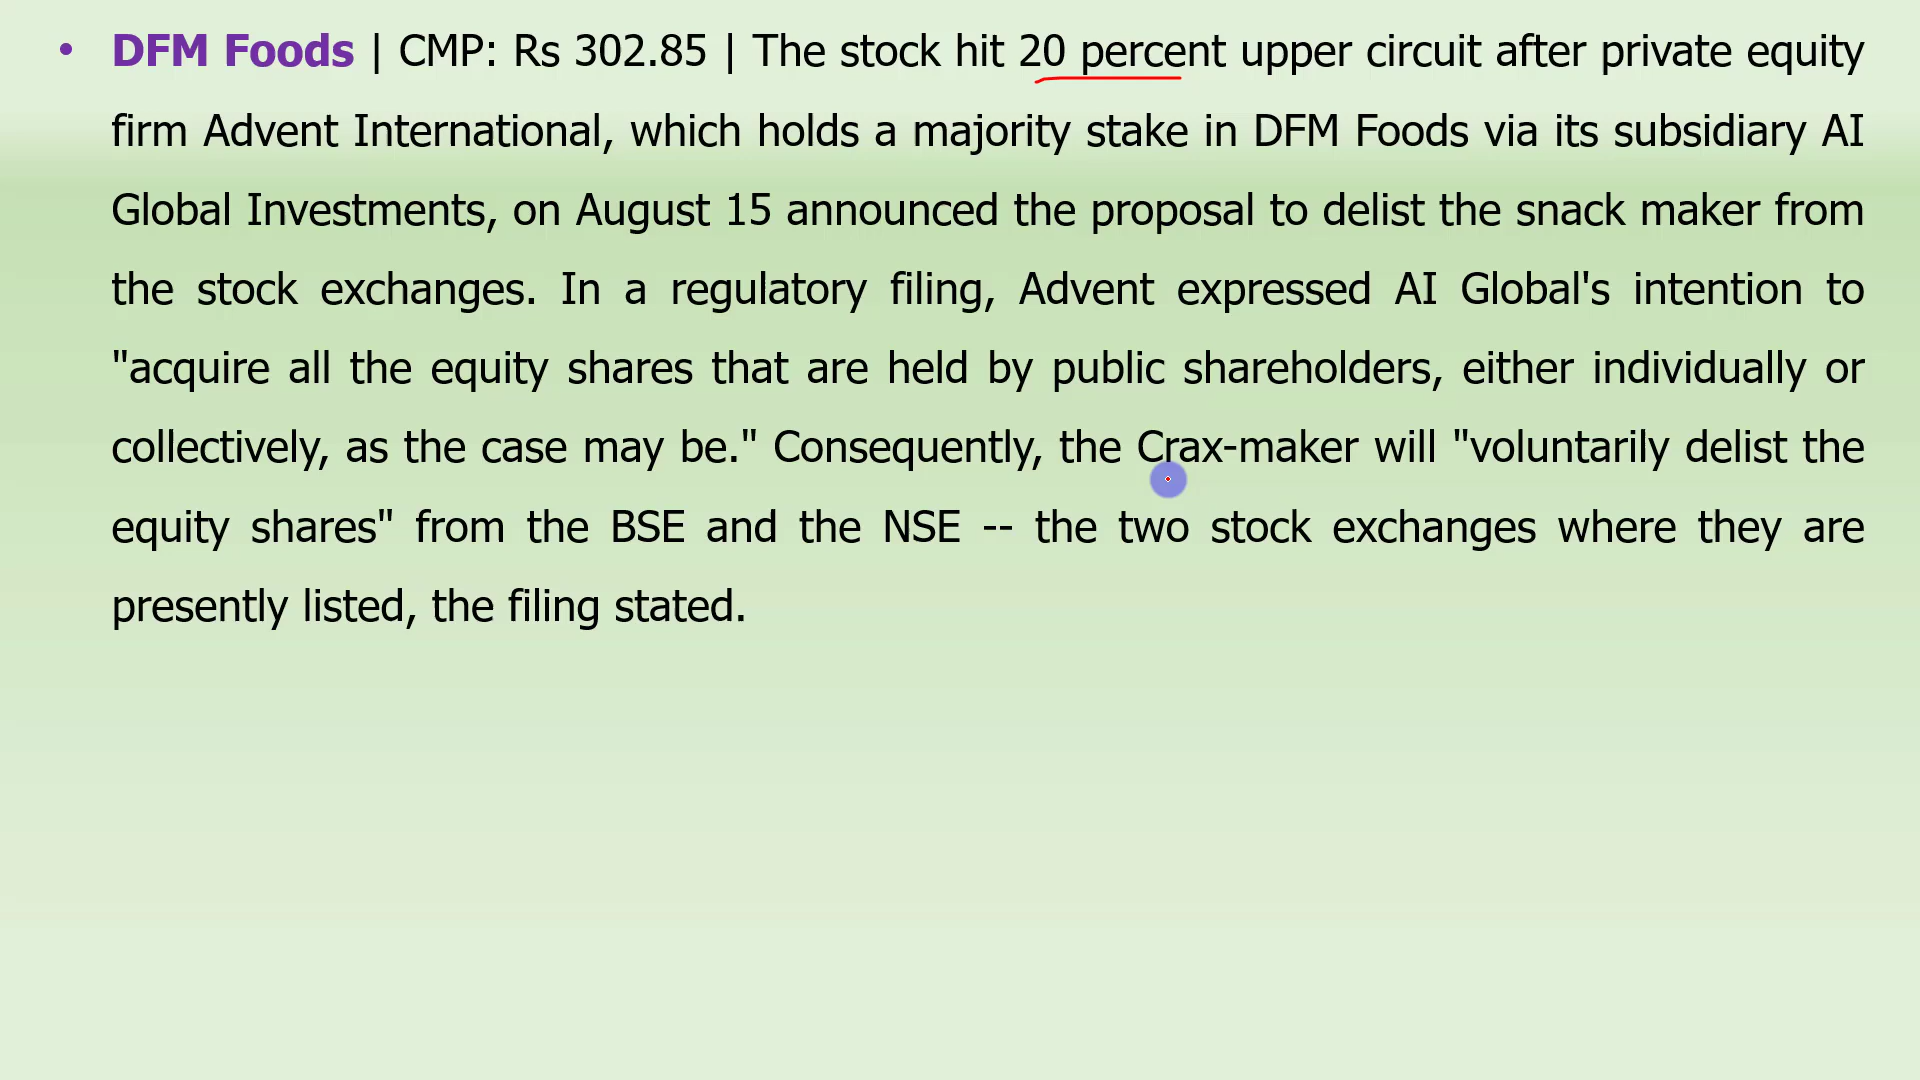 • DFM Foods | CMP: Rs 302.85 | The stock hit 20 percent upper circuit after private equity
firm Advent International, which holds a majority stake in DFM Foods via its subsidiary AI
Global Investments, on August 15 announced the proposal to delist the snack maker from
the stock exchanges. In a regulatory filing, Advent expressed AI Global's intention to
"acquire all the equity shares that are held by public shareholders, either individually or
collectively, as the case may be." Consequently, the Crax-maker will "voluntarily delist the
equity shares" from the BSE and the NSE -- the two stock exchanges where they are
presently listed, the filing stated.